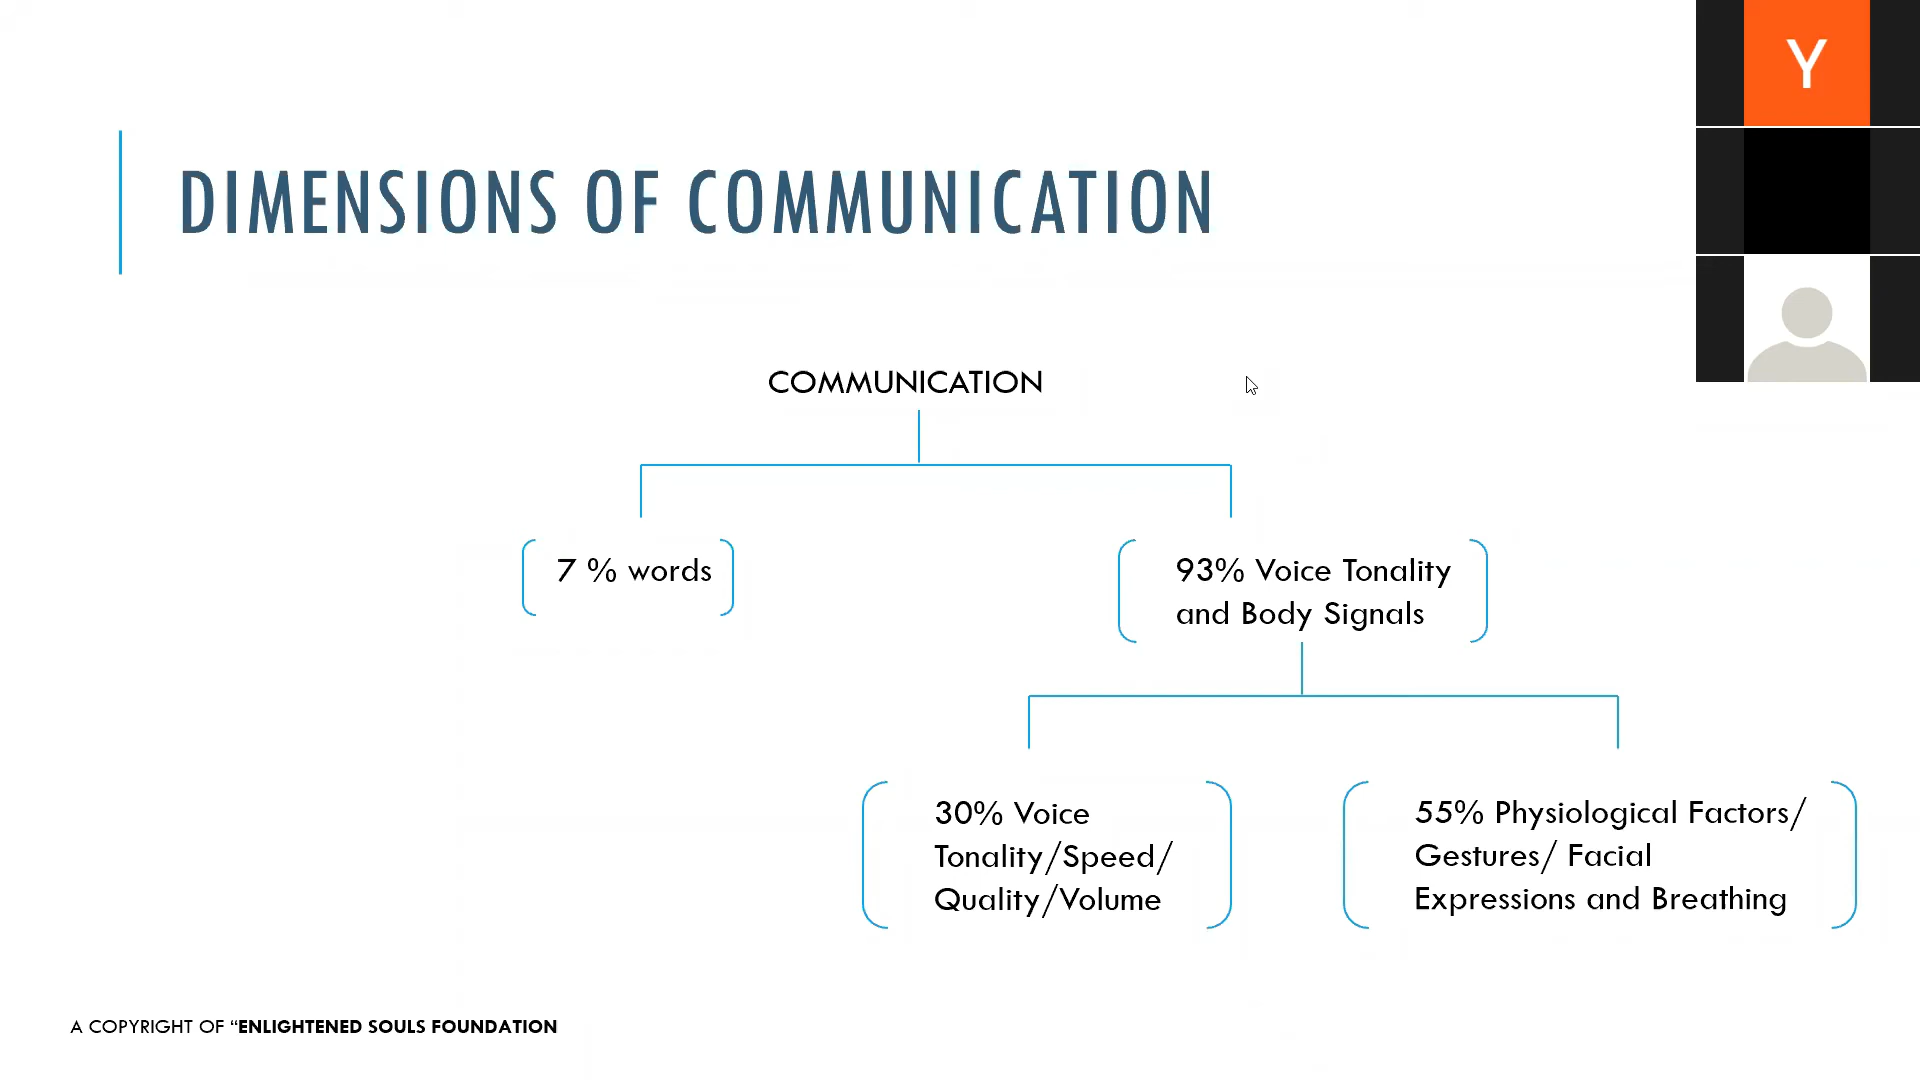 Y
DIMENSIONS OF COMMUNICATION
COMMUNICATION
7 % words
93% Voice Tonality
and Body Signals
30% Voice
Tonality/Speed/
Quality/Volume
55% Physiological Factors/
Gestures/ Facial
Expressions and Breathing
A COPYRIGHT OF “ENLIGHTENED SOULS FOUNDATION